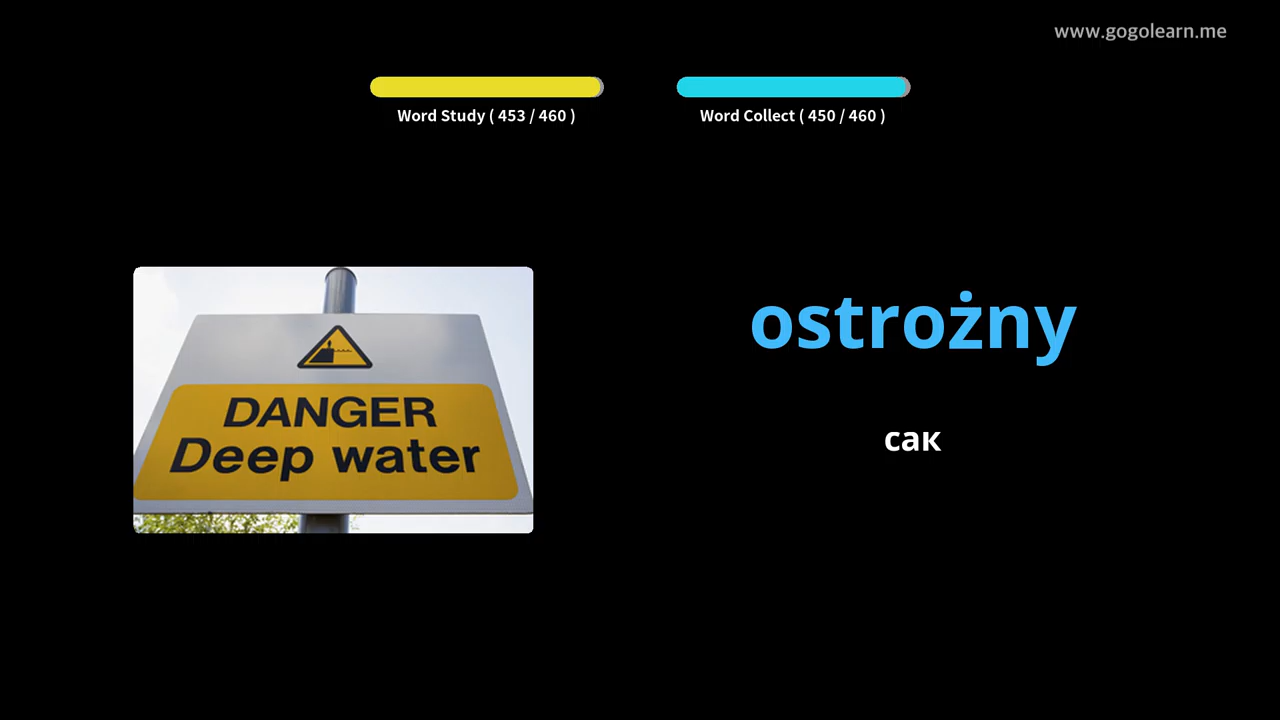 www.gogolearn.me
Word Study ( 453 / 460 )
Word Collect ( 450 / 460 )
DANGER
Deep water
ostrożny
сак